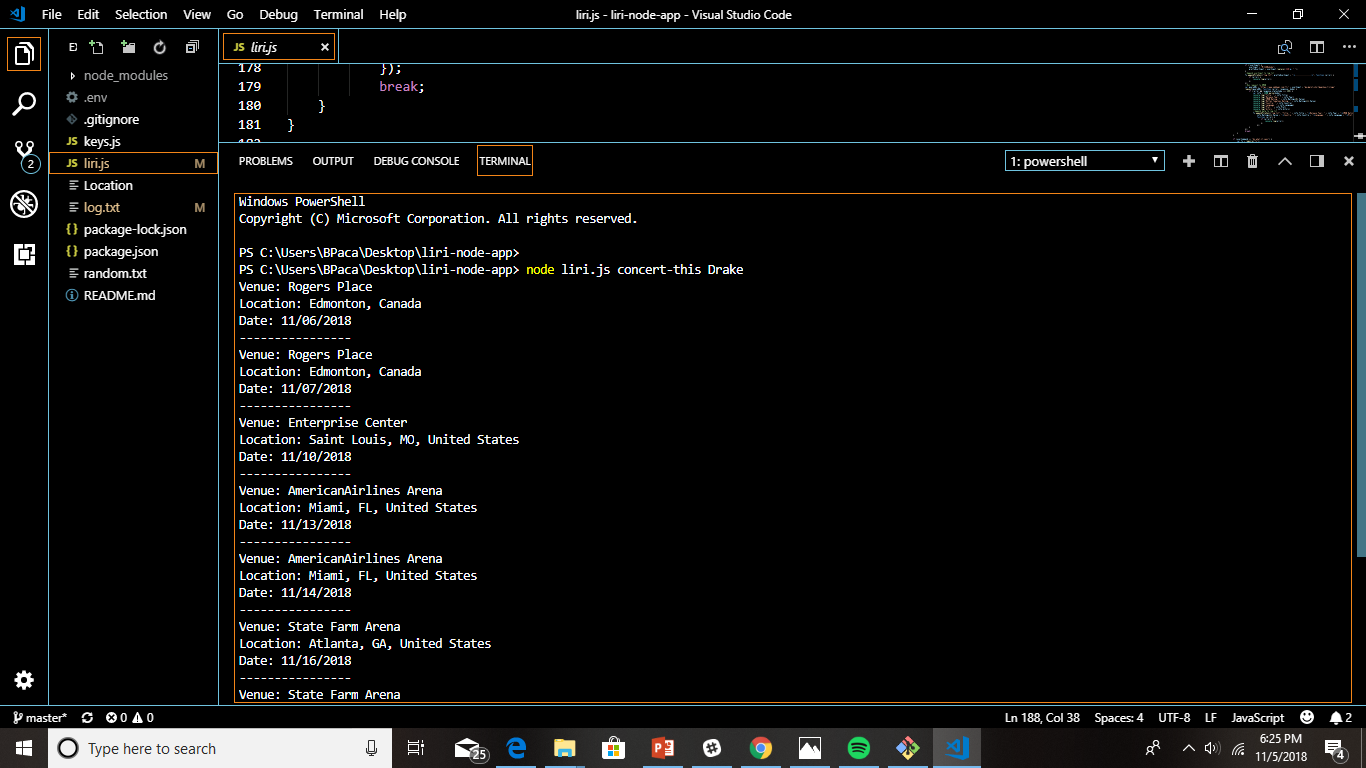 File Edit Selection View Go Debug Terminal Help
liri.js - liri-node-app - Visual Studio Code
E
node_modules
.env
.gitignore
JS keys.js
JS liri.js M
Location
log.txt M
{} package-lock.json
{} package.json
random.txt
README.md
2
JS liri.js
178 });
179 break;
180 }
181 }
PROBLEMS OUTPUT DEBUG CONSOLE TERMINAL
1: powershell
Windows PowerShell
Copyright (C) Microsoft Corporation. All rights reserved.
PS C:\Users\BPaca\Desktop\liri-node-app>
PS C:\Users\BPaca\Desktop\liri-node-app> node liri.js concert-this Drake
Venue: Rogers Place
Location: Edmonton, Canada
Date: 11/06/2018
----------------
Venue: Rogers Place
Location: Edmonton, Canada
Date: 11/07/2018
----------------
Venue: Enterprise Center
Location: Saint Louis, MO, United States
Date: 11/10/2018
----------------
Venue: AmericanAirlines Arena
Location: Miami, FL, United States
Date: 11/13/2018
----------------
Venue: AmericanAirlines Arena
Location: Miami, FL, United States
Date: 11/14/2018
----------------
Venue: State Farm Arena
Location: Atlanta, GA, United States
Date: 11/16/2018
----------------
Venue: State Farm Arena
master* 0 0
Ln 188, Col 38 Spaces: 4 UTF-8 LF JavaScript 2
Type here to search
25
6:25 PM
11/5/2018
4